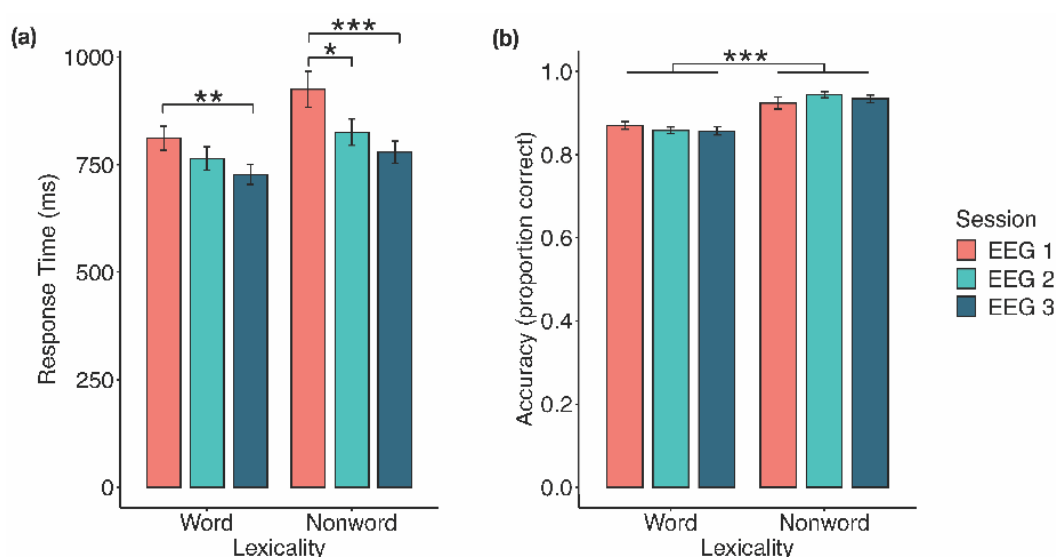 (a)
***
*
**
1000
750
500
250
0
Response Time (ms)
Word Nonword
Lexicality
(b)
***
1.0
0.8
0.6
0.4
0.2
0.0
Accuracy (proportion correct)
Word Nonword
Lexicality
Session
EEG 1
EEG 2
EEG 3